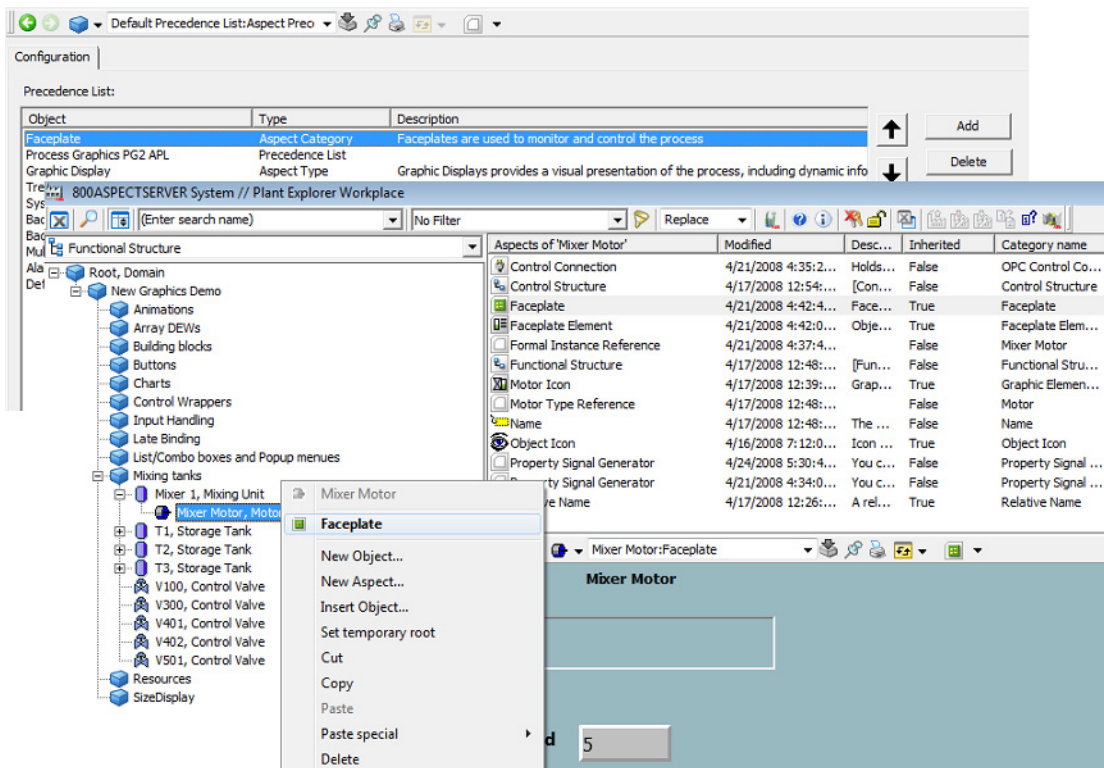 Default Precedence List:Aspect Prec
Configuration
Precedence List:
Object Type Description
Faceplate Aspect Category Faceplates are used to monitor and control the process
Process Graphics PG2 APL Precedence List
Graphic Display Aspect Type Graphic Displays provides a visual presentation of the process, including dynamic info
Add
Delete
Tre
Sys
Bac
Bac
Mul
Ala
Def
800ASPECTSERVER System // Plant Explorer Workplace
(Enter search name) No Filter Replace
Functional Structure
Root, Domain
New Graphics Demo
Animations
Array DEWs
Building blocks
Buttons
Charts
Control Wrappers
Input Handling
Late Binding
List/Combo boxes and Popup menues
Mixing tanks
Mixer 1, Mixing Unit
Mixer Motor, Moto
T1, Storage Tank
T2, Storage Tank
T3, Storage Tank
V100, Control Valve
V300, Control Valve
V401, Control Valve
V402, Control Valve
V501, Control Valve
Resources
SizeDisplay
Aspects of 'Mixer Motor' Modified Desc... Inherited Category name
Control Connection 4/21/2008 4:35:2... Holds... False OPC Control Co...
Control Structure 4/17/2008 12:54:... [Con... False Control Structure
Faceplate 4/21/2008 4:42:4... Face... True Faceplate
Faceplate Element 4/21/2008 4:42:0... Obje... True Faceplate Elem...
Formal Instance Reference 4/21/2008 4:37:4... False Mixer Motor
Functional Structure 4/17/2008 12:48:... [Fun... False Functional Stru...
Motor Icon 4/17/2008 12:39:... Grap... True Graphic Elemen...
Motor Type Reference 4/17/2008 12:48:... False Motor
Name 4/17/2008 12:48:... The ... False Name
Object Icon 4/16/2008 7:12:0... Icon ... True Object Icon
Property Signal Generator 4/24/2008 5:30:4... You c... False Property Signal ...
ty Signal Generator 4/21/2008 4:34:0... You c... False Property Signal ...
ve Name 4/17/2008 12:26:... A rel... True Relative Name
Mixer Motor
Faceplate
New Object...
New Aspect...
Insert Object...
Set temporary root
Cut
Copy
Paste
Paste special
Delete
Mixer Motor:Faceplate
Mixer Motor
d 5